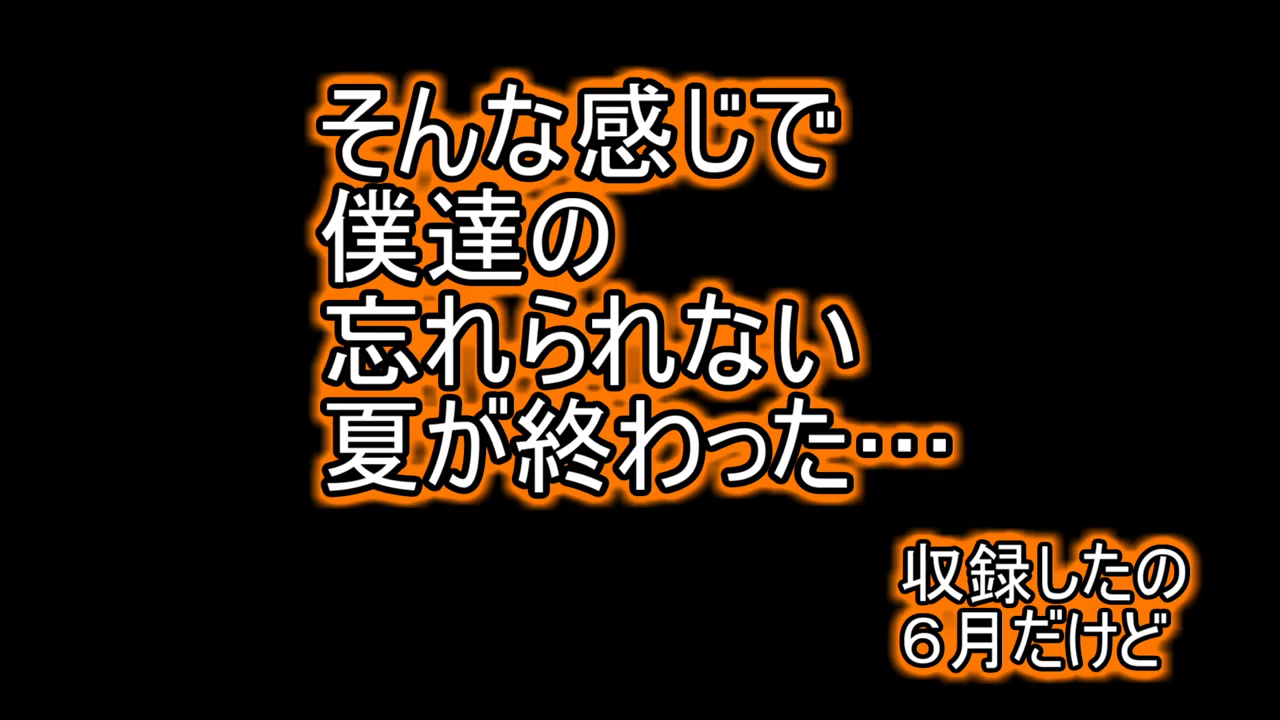 そんな感じで
僕達の
忘れられない
夏が終わった…
収録したの
６月だけど